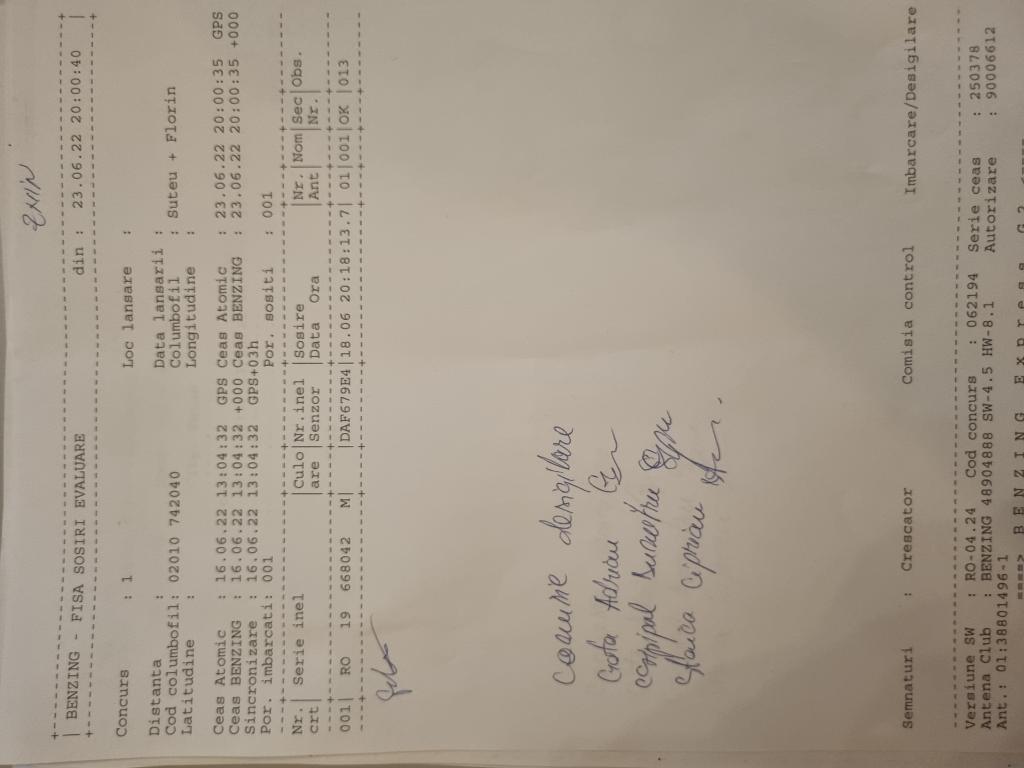 +------------------------------------------------------------------------------+
| BENZING - FISA SOSIRI EVALUARE din : 23.06.22 20:00:40 |
+------------------------------------------------------------------------------+
Concurs : 1 Loc lansare :
Distanta : Data lansarii :
Cod columbofil: 02010 742040 Columbofil : Suteu + Florin
Latitudine : Longitudine :
Ceas Atomic : 16.06.22 13:04:32 GPS Ceas Atomic : 23.06.22 20:00:35 GPS
Ceas BENZING : 16.06.22 13:04:32 +000 Ceas BENZING : 23.06.22 20:00:35 +000
Sincronizare : 16.06.22 13:04:32 GPS+03h
Por. imbarcati: 001 Por. sositi : 001
Nr.| Serie inel |Culo|Nr.inel |Sosire |Nr. |Nom|Sec|Obs.
crt| |are |Senzor |Data Ora |Ant | |Nr.|
001| RO 19 668042 M| |DAF679E4|18.06 20:18:13.7| 01|001|OK |013
desigilare
Adrian
Ciprian
Semnaturi : Crescator Comisia control Imbarcare/Desigilare
Versiune SW : RO-04.24 Cod concurs : 062194 Serie ceas : 250378
Antena Club : BENZING 48904888 SW-4.5 HW-8.1 Autorizare : 90006612
Ant.: 01:38801496-1
====> B E N Z I N G E x p r e s s G 2